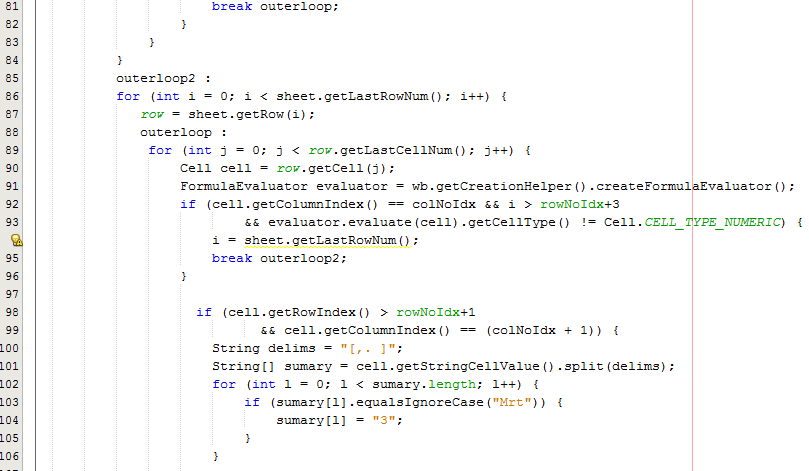 81 break outerloop;
82 }
83 }
84 }
85 outerloop2 :
86 for (int i = 0; i < sheet.getLastRowNum(); i++) {
87 row = sheet.getRow(i);
88 outerloop :
89 for (int j = 0; j < row.getLastCellNum(); j++) {
90 Cell cell = row.getCell(j);
91 FormulaEvaluator evaluator = wb.getCreationHelper().createFormulaEvaluator();
92 if (cell.getColumnIndex() == colNoIdx && i > rowNoIdx+3
93 && evaluator.evaluate(cell).getCellType() != Cell.CELL_TYPE_NUMERIC) {
i = sheet.getLastRowNum();
95 break outerloop2;
96 }
97
98 if (cell.getRowIndex() > rowNoIdx+1
99 && cell.getColumnIndex() == (colNoIdx + 1)) {
100 String delims = "[,. ]";
101 String[] sumary = cell.getStringCellValue().split(delims);
102 for (int l = 0; l < sumary.length; l++) {
103 if (sumary[l].equalsIgnoreCase("Mrt")) {
104 sumary[l] = "3";
105 }
106 }